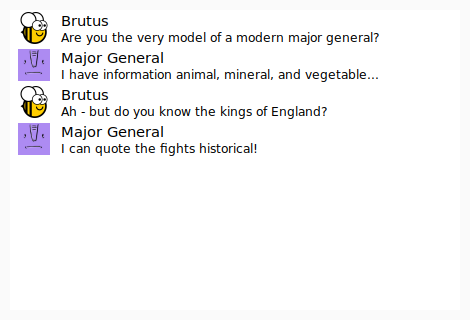 Brutus
Are you the very model of a modern major general?
Major General
I have information animal, mineral, and vegetable...
Brutus
Ah - but do you know the kings of England?
Major General
I can quote the fights historical!